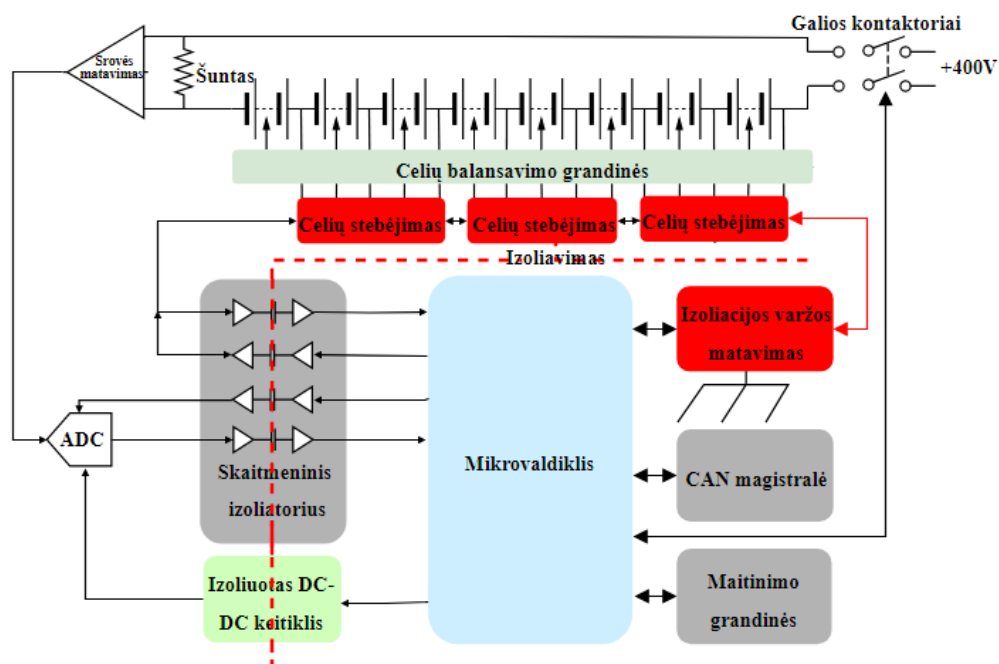 Galios kontaktoriai
Srovės
matavimas
Šuntas
+400V
Celių balansavimo grandinės
Celių stebėjimas
Celių stebėjimas
Celių stebėjimas
Izoliavimas
Izoliacijos varžos
matavimas
ADC
Skaitmeninis
izoliatorius
Mikrovaldiklis
CAN magistralė
Izoliuotas DC-
DC keitiklis
Maitinimo
grandinės